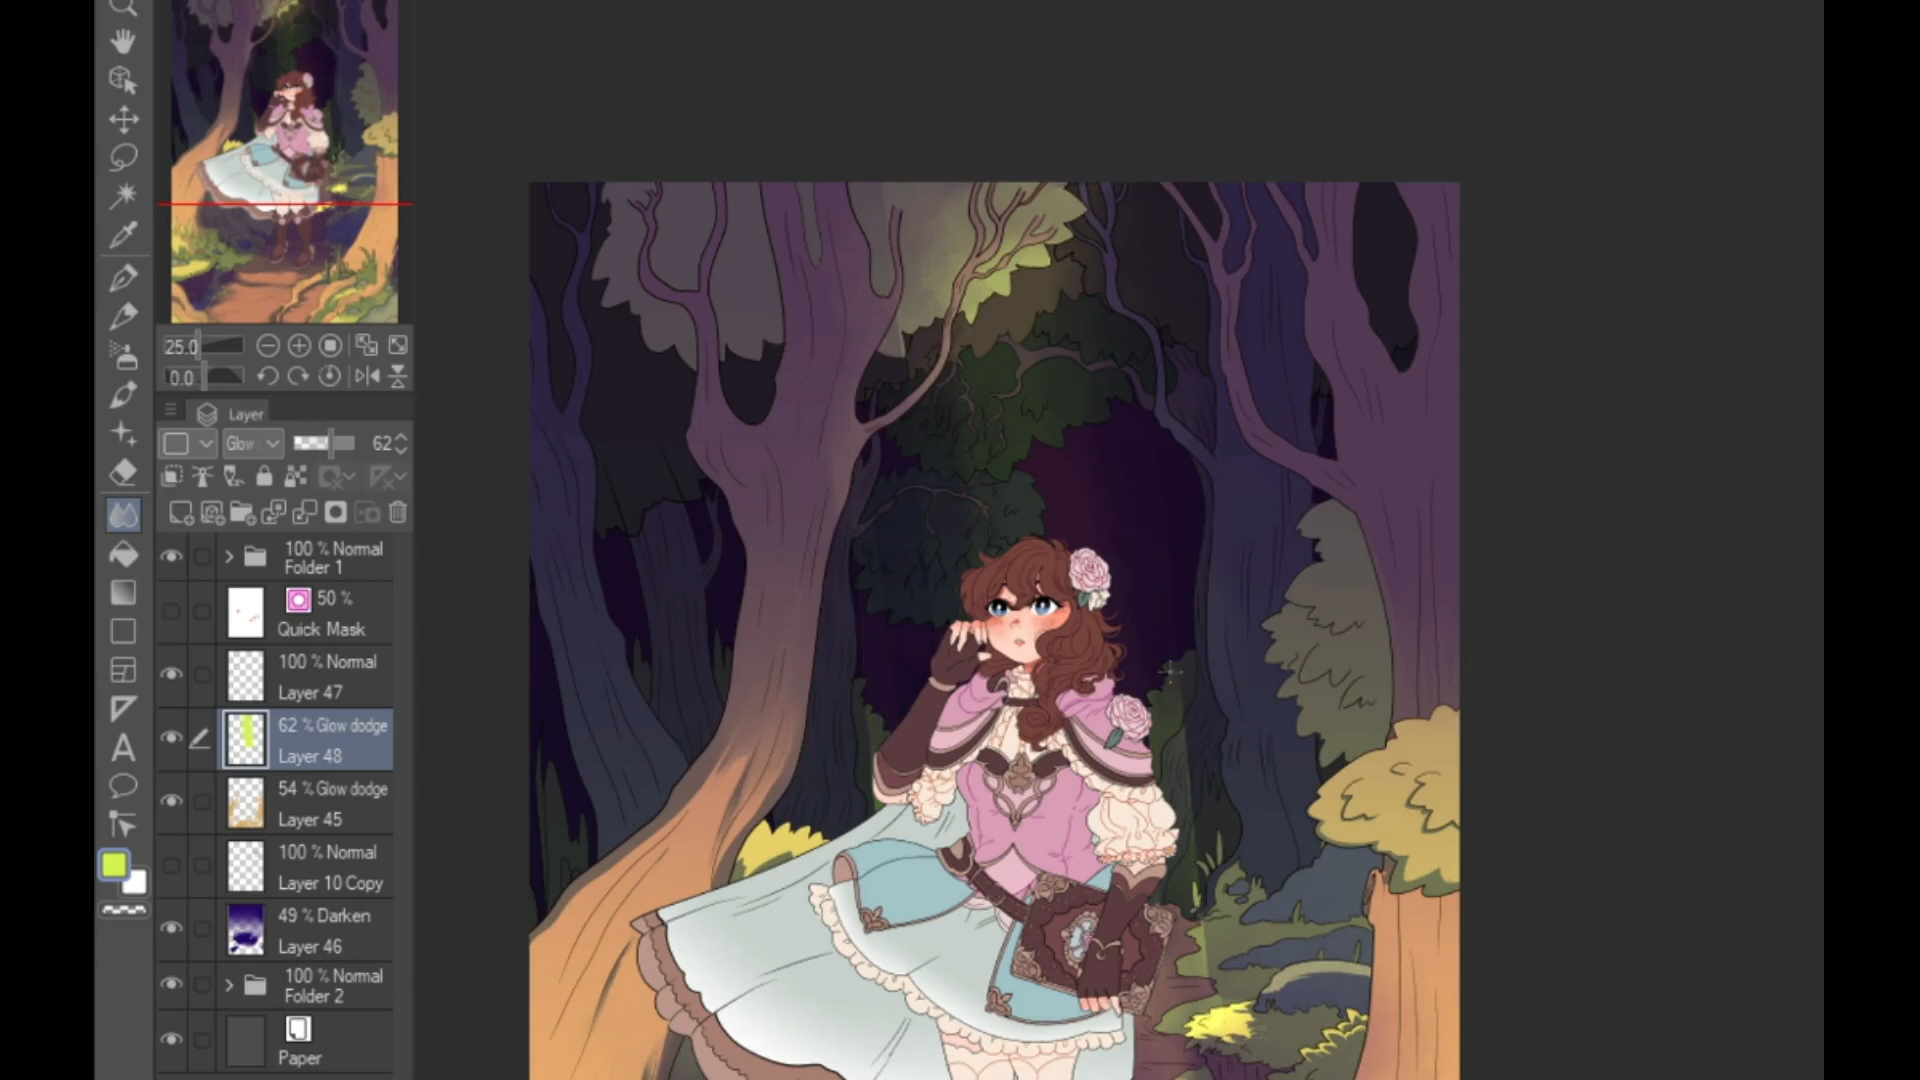 25.0
0.0
Layer
Glow
62
100 % Normal
Folder 1
50 %
Quick Mask
100 % Normal
Layer 47
62 % Glow dodge
Layer 48
54 % Glow dodge
Layer 45
100 % Normal
Layer 10 Copy
49 % Darken
Layer 46
100 % Normal
Folder 2
Paper